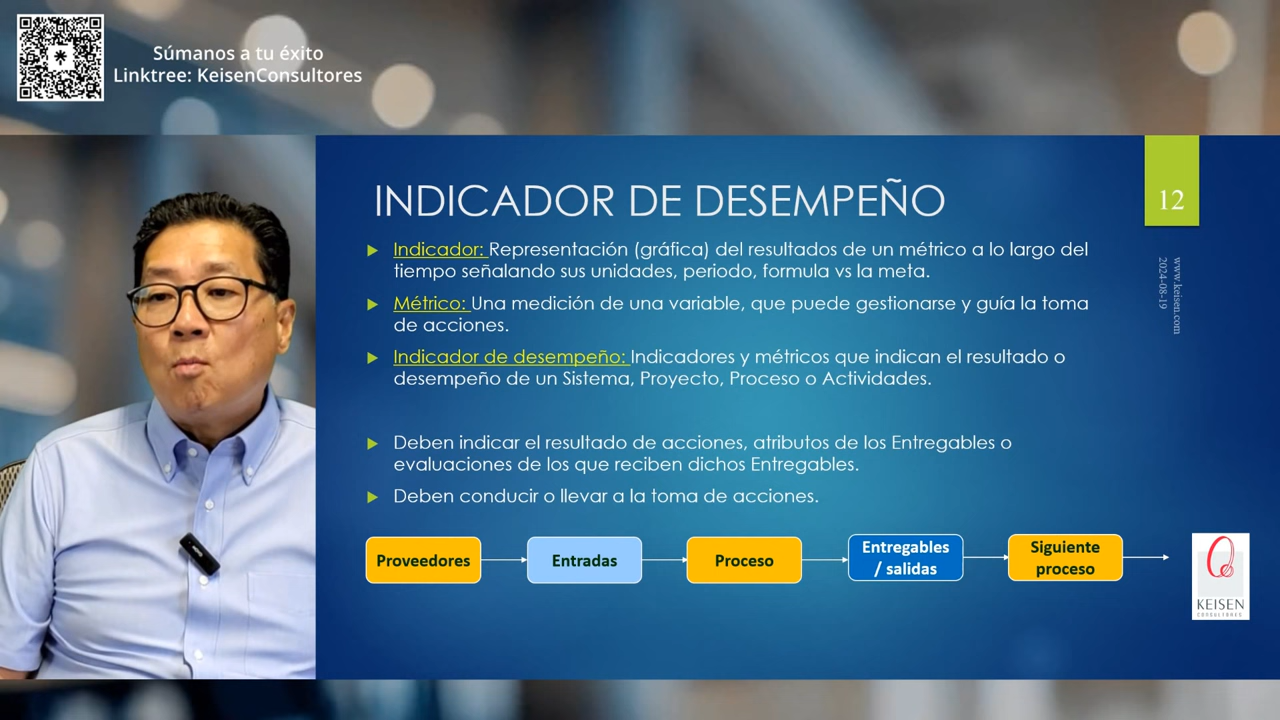 Súmanos a tu éxito
Linktree: KeisenConsultores
INDICADOR DE DESEMPEÑO
12
Indicador: Representación (gráfica) del resultados de un métrico a lo largo del
tiempo señalando sus unidades, periodo, formula vs la meta.
Métrico: Una medición de una variable, que puede gestionarse y guía la toma
de acciones.
Indicador de desempeño: Indicadores y métricos que indican el resultado o
desempeño de un Sistema, Proyecto, Proceso o Actividades.
Deben indicar el resultado de acciones, atributos de los Entregables o
evaluaciones de los que reciben dichos Entregables.
Deben conducir o llevar a la toma de acciones.
www.keisen.com
2024-08-19
Proveedores
Entradas
Proceso
Entregables
/ salidas
Siguiente
proceso
KEISEN
CONSULTORES